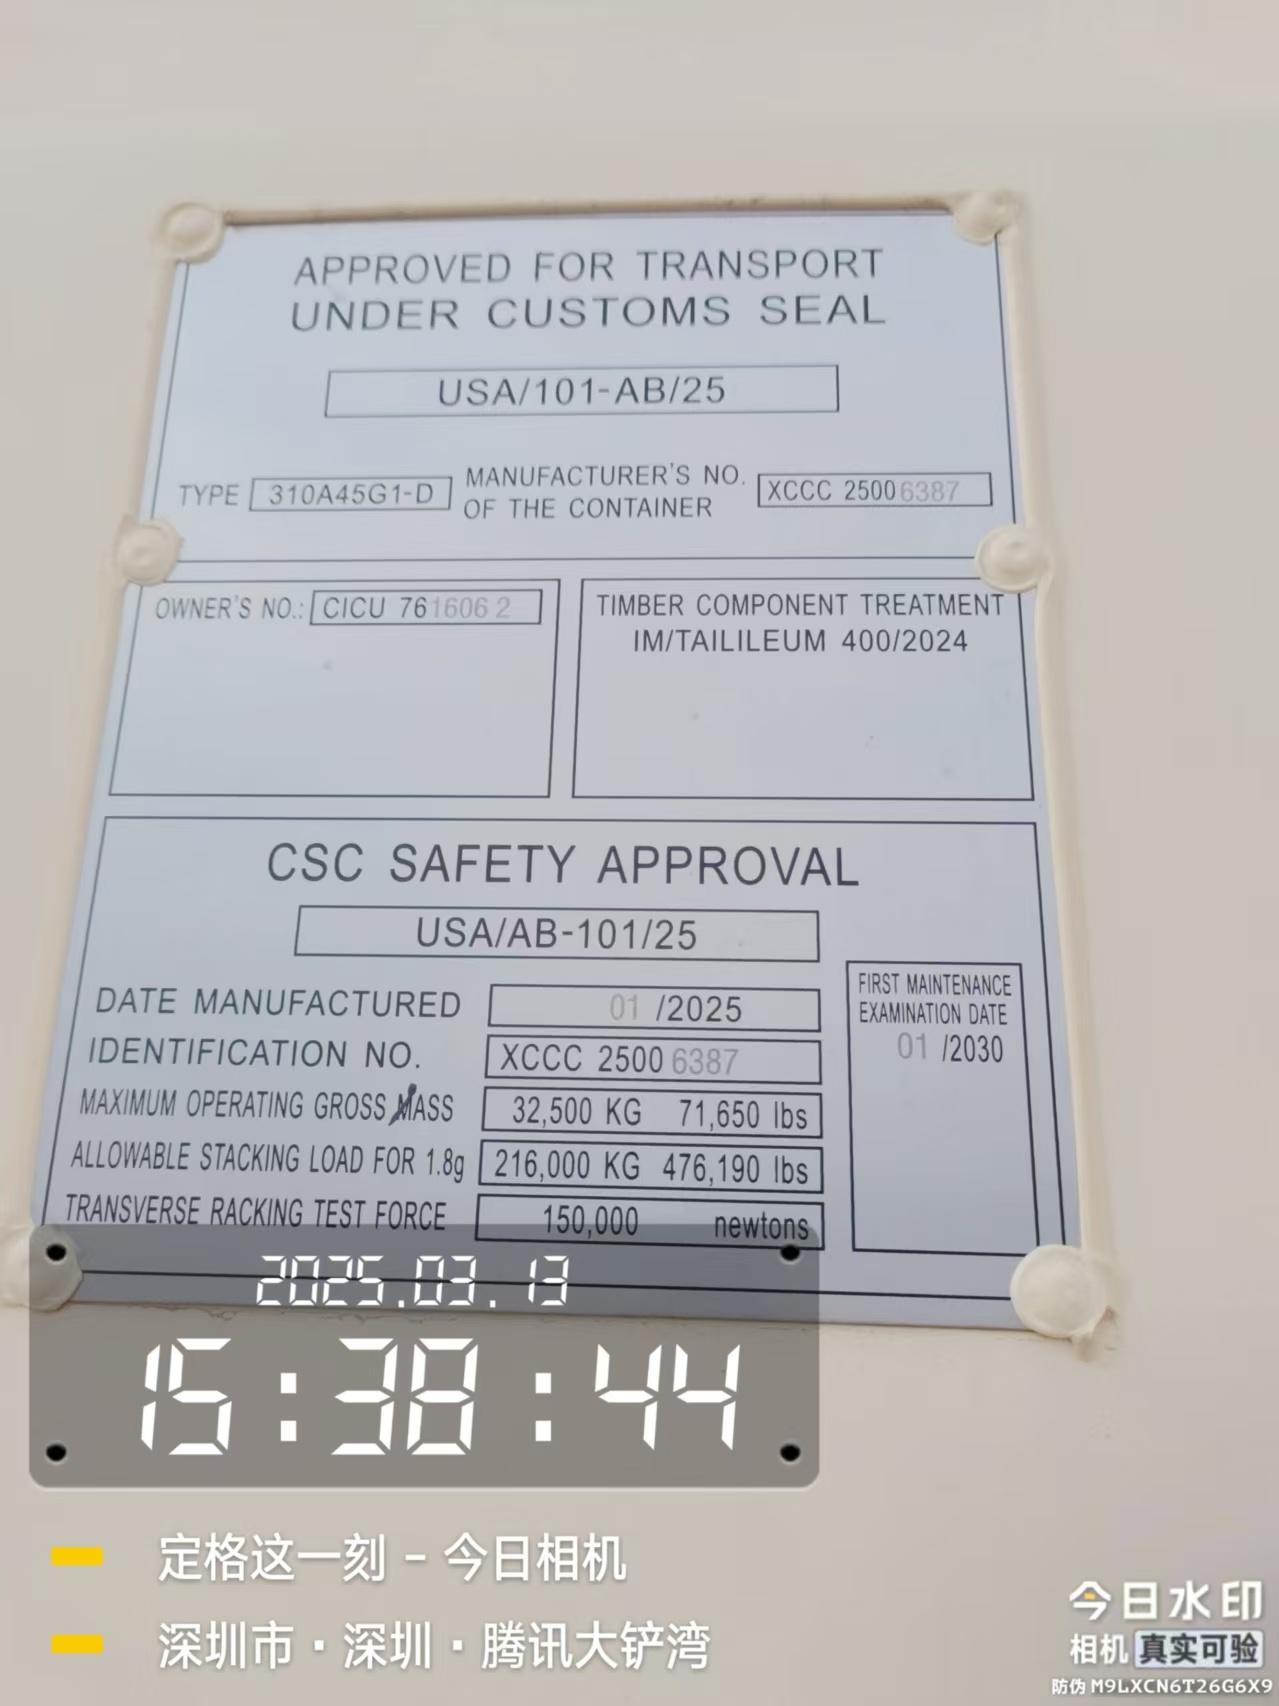 APPROVED FOR TRANSPORT
UNDER CUSTOMS SEAL
USA/101-AB/25
TYPE 310A45G1-D MANUFACTURER'S NO. OF THE CONTAINER XCCC 2500 6387
OWNER'S NO.: CICU 761606 2
TIMBER COMPONENT TREATMENT
IM/TAILILEUM 400/2024
CSC SAFETY APPROVAL
USA/AB-101/25
DATE MANUFACTURED 01 /2025
IDENTIFICATION NO. XCCC 2500 6387
MAXIMUM OPERATING GROSS MASS 32,500 KG 71,650 lbs
ALLOWABLE STACKING LOAD FOR 1.8g 216,000 KG 476,190 lbs
TRANSVERSE RACKING TEST FORCE 150,000 newtons
FIRST MAINTENANCE
EXAMINATION DATE
01 /2030
2025.03.13
15:38:44
定格这一刻 - 今日相机
深圳市·深圳·腾讯大铲湾
今日水印
相机 真实可验
防伪 M9LXCN6T26G6X9